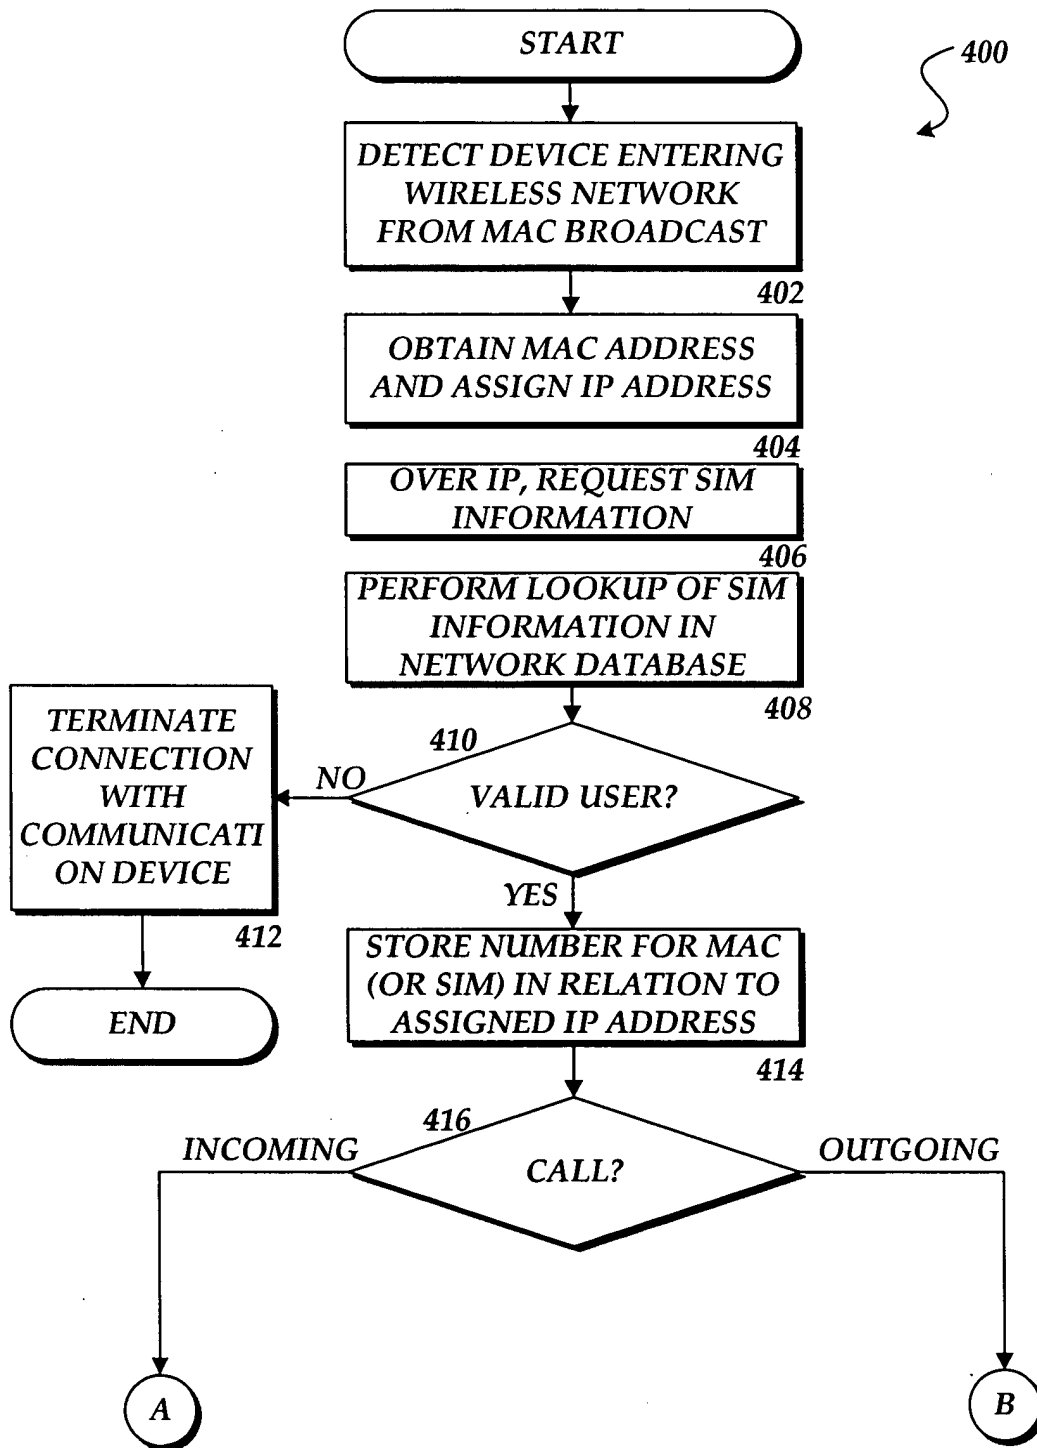 START
400
DETECT DEVICE ENTERING
WIRELESS NETWORK
FROM MAC BROADCAST
402
OBTAIN MAC ADDRESS
AND ASSIGN IP ADDRESS
404
OVER IP, REQUEST SIM
INFORMATION
406
PERFORM LOOKUP OF SIM
INFORMATION IN
NETWORK DATABASE
408
410
VALID USER?
NO
TERMINATE
CONNECTION
WITH
COMMUNICATI
ON DEVICE
412
END
YES
STORE NUMBER FOR MAC
(OR SIM) IN RELATION TO
ASSIGNED IP ADDRESS
414
416
CALL?
INCOMING
OUTGOING
A
B